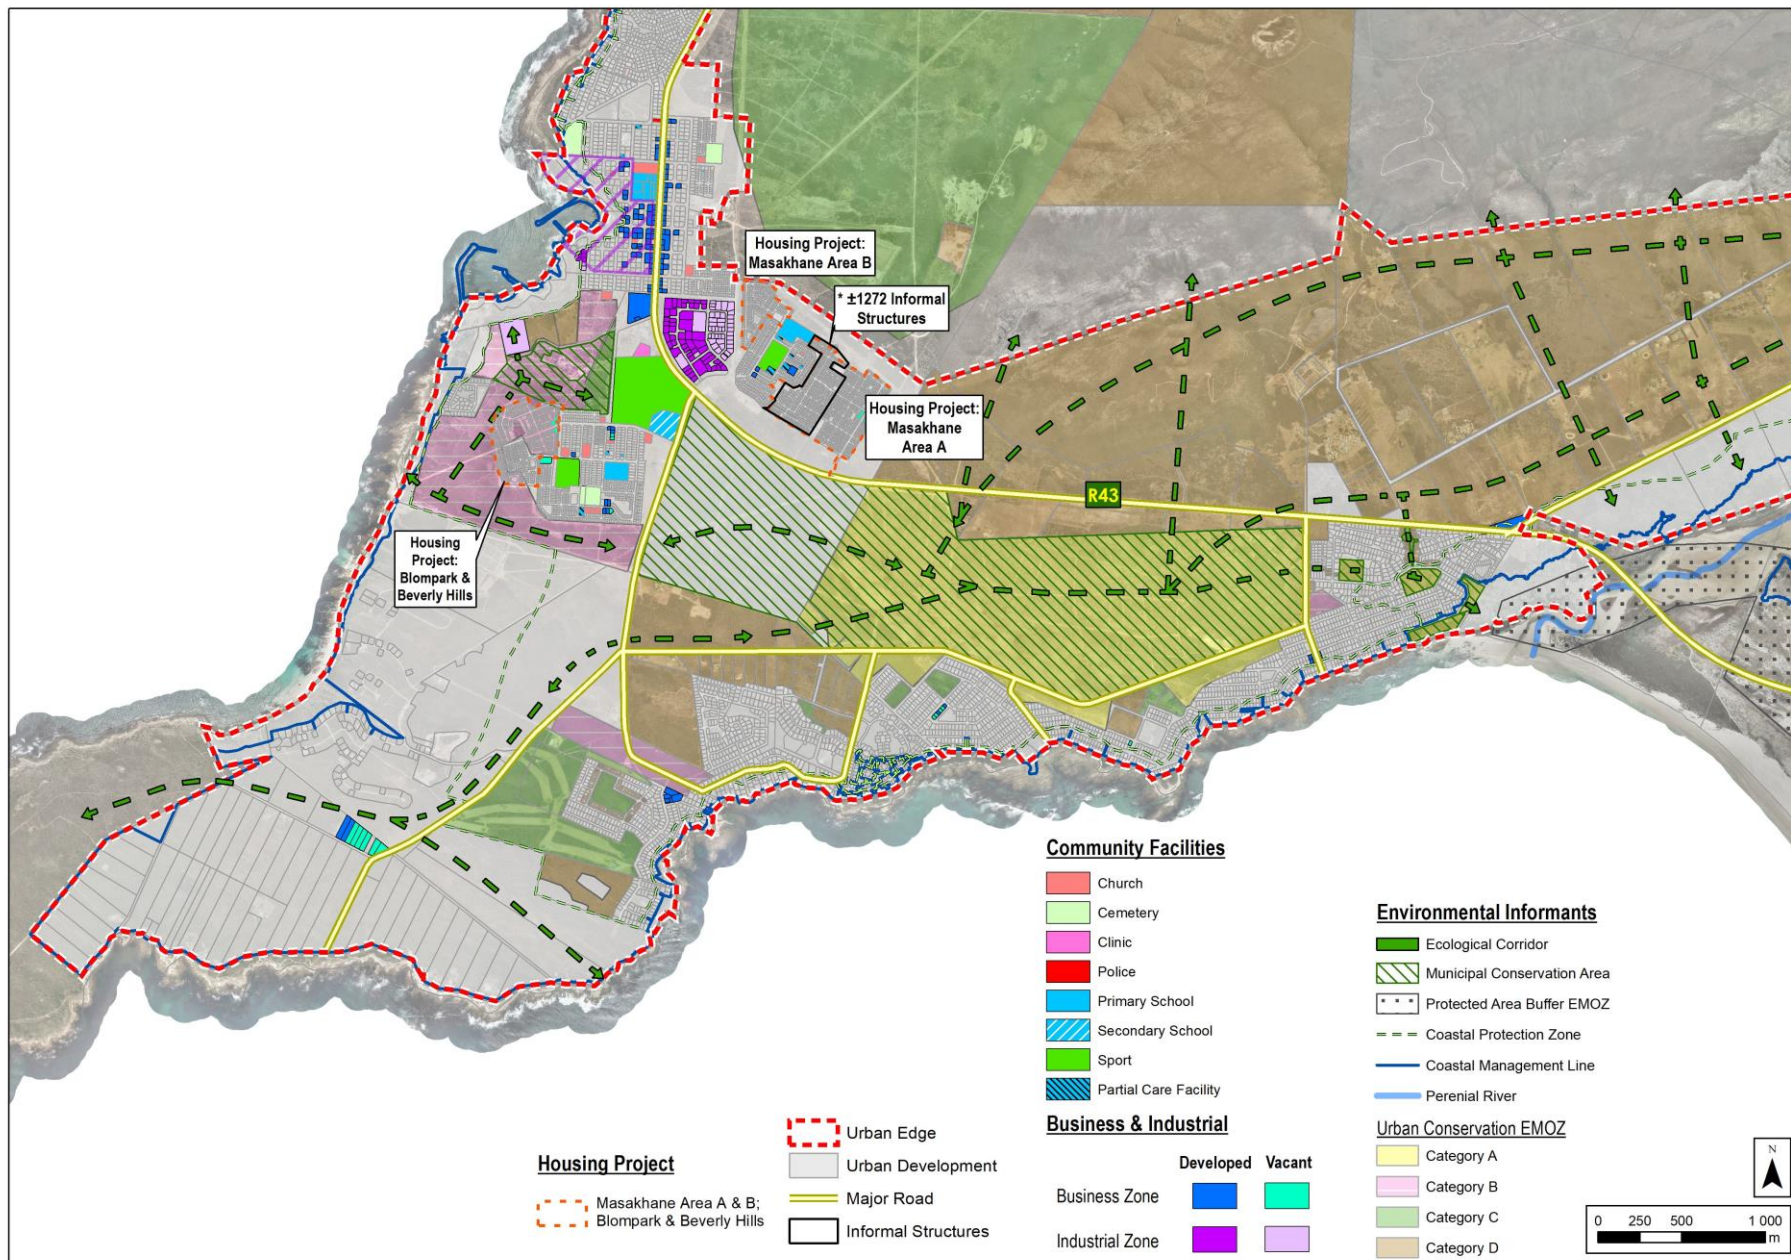 Housing Project:
Masakhane Area B
* ±1272 Informal
Structures
Housing Project:
Masakhane
Area A
R43
Housing
Project:
Blompark &
Beverly Hills
Housing Project
Masakhane Area A & B;
Blompark & Beverly Hills
Urban Edge
Urban Development
Major Road
Informal Structures
Community Facilities
Church
Cemetery
Clinic
Police
Primary School
Secondary School
Sport
Partial Care Facility
Business & Industrial
Developed Vacant
Business Zone
Industrial Zone
Environmental Informants
Ecological Corridor
Municipal Conservation Area
Protected Area Buffer EMOZ
Coastal Protection Zone
Coastal Management Line
Perenial River
Urban Conservation EMOZ
Category A
Category B
Category C
Category D
N
0 250 500 1 000
m